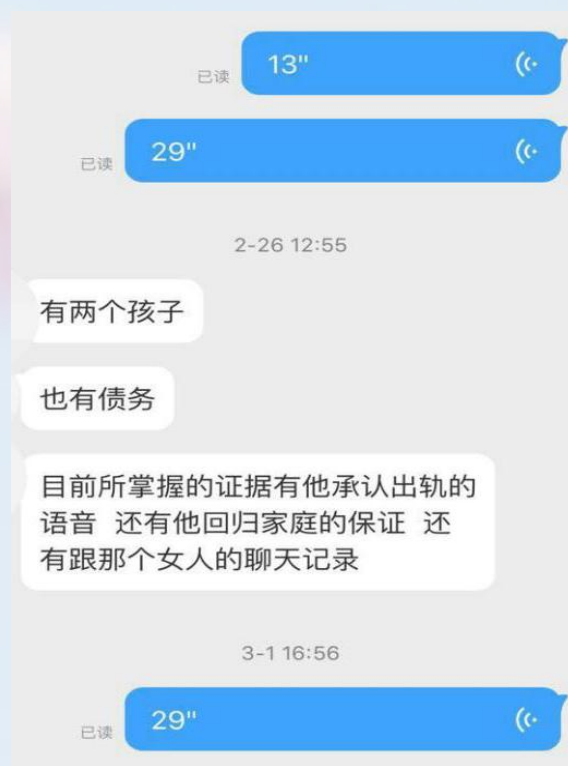 已读 13"
已读 29"
2-26 12:55
有两个孩子
也有债务
目前所掌握的证据有他承认出轨的
语音 还有他回归家庭的保证 还
有跟那个女人的聊天记录
3-1 16:56
已读 29"